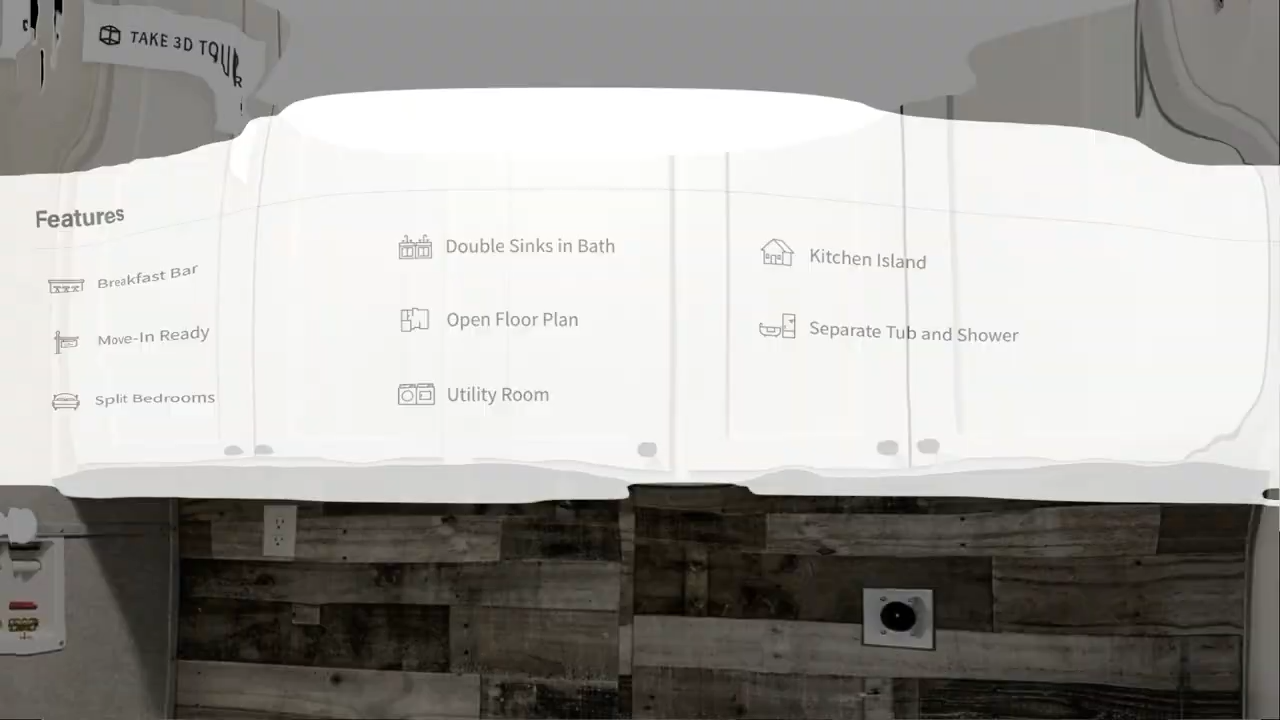 TAKE 3D TOUR
Features
Breakfast Bar
Move-In Ready
Split Bedrooms
Double Sinks in Bath
Open Floor Plan
Utility Room
Kitchen Island
Separate Tub and Shower